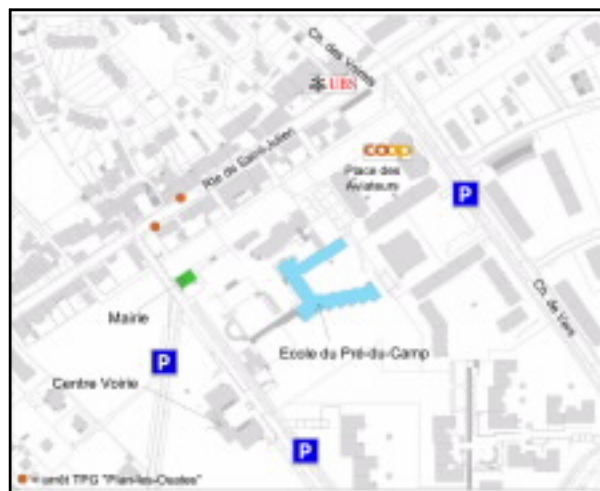 Ch. des Voirets
UBS
Rte de Saint-Julien
COOP
Place des
Aviateurs
P
Mairie
Ecole du Pré-du-Camp
Ch. de Vers
P
Centre Voirie
P
= arrêt TPG "Plan-les-Ouates"